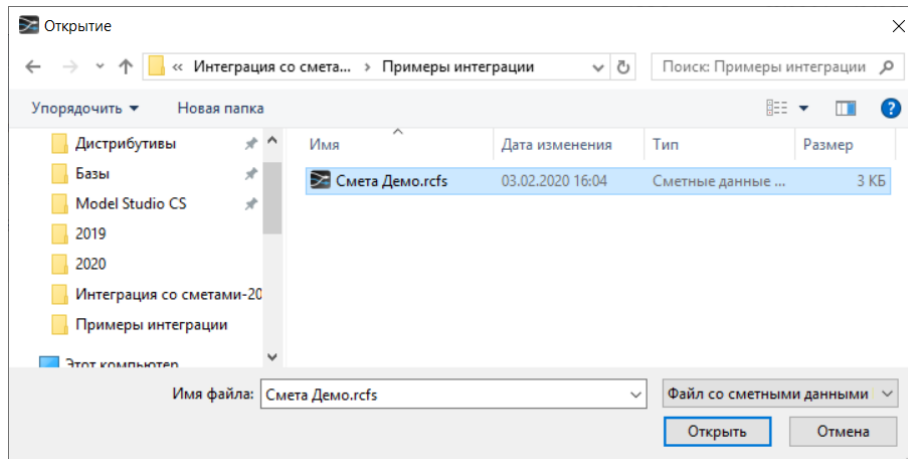 Открытие
« Интеграция со смета... › Примеры интеграции
Поиск: Примеры интеграции
Упорядочить
Новая папка
Имя
Дата изменения
Тип
Размер
Смета Демо.rcfs
03.02.2020 16:04
Сметные данные ...
3 КБ
Дистрибутивы
Базы
Model Studio CS
2019
2020
Интеграция со сметами-20
Примеры интеграции
Этот компьютер
Имя файла:
Смета Демо.rcfs
Файл со сметными данными
Открыть
Отмена